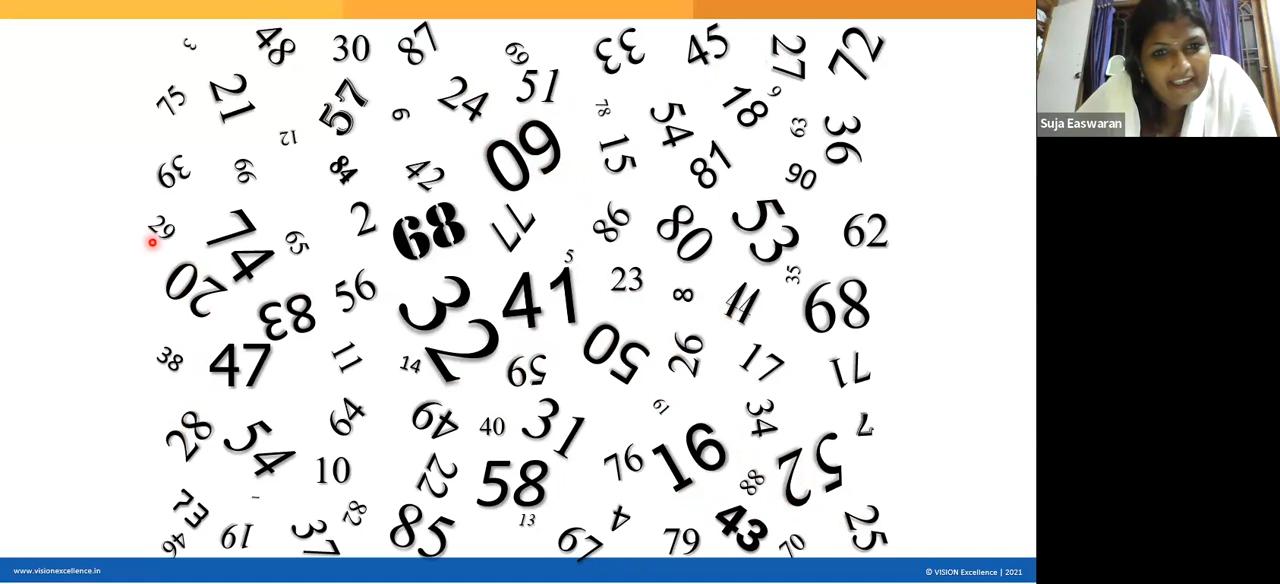 3 48 30 87 69 33 45 27 72
75 21 57 6 24 51 78 54 18 9 63 36
12 39 66 84 42 60 15 81 90
29 74 65 2 68 77 86 80 53 62
20 83 56 32 41 5 23 8 44 35 68
38 47 11 14 59 50 26 17 71
28 54 64 49 40 31 61 16 34 7
10 22 58 76 88 52
46 19 37 82 85 13 67 4 79 43 70 25
Suja Easwaran
www.visionexcellence.in
© VISION Excellence | 2021